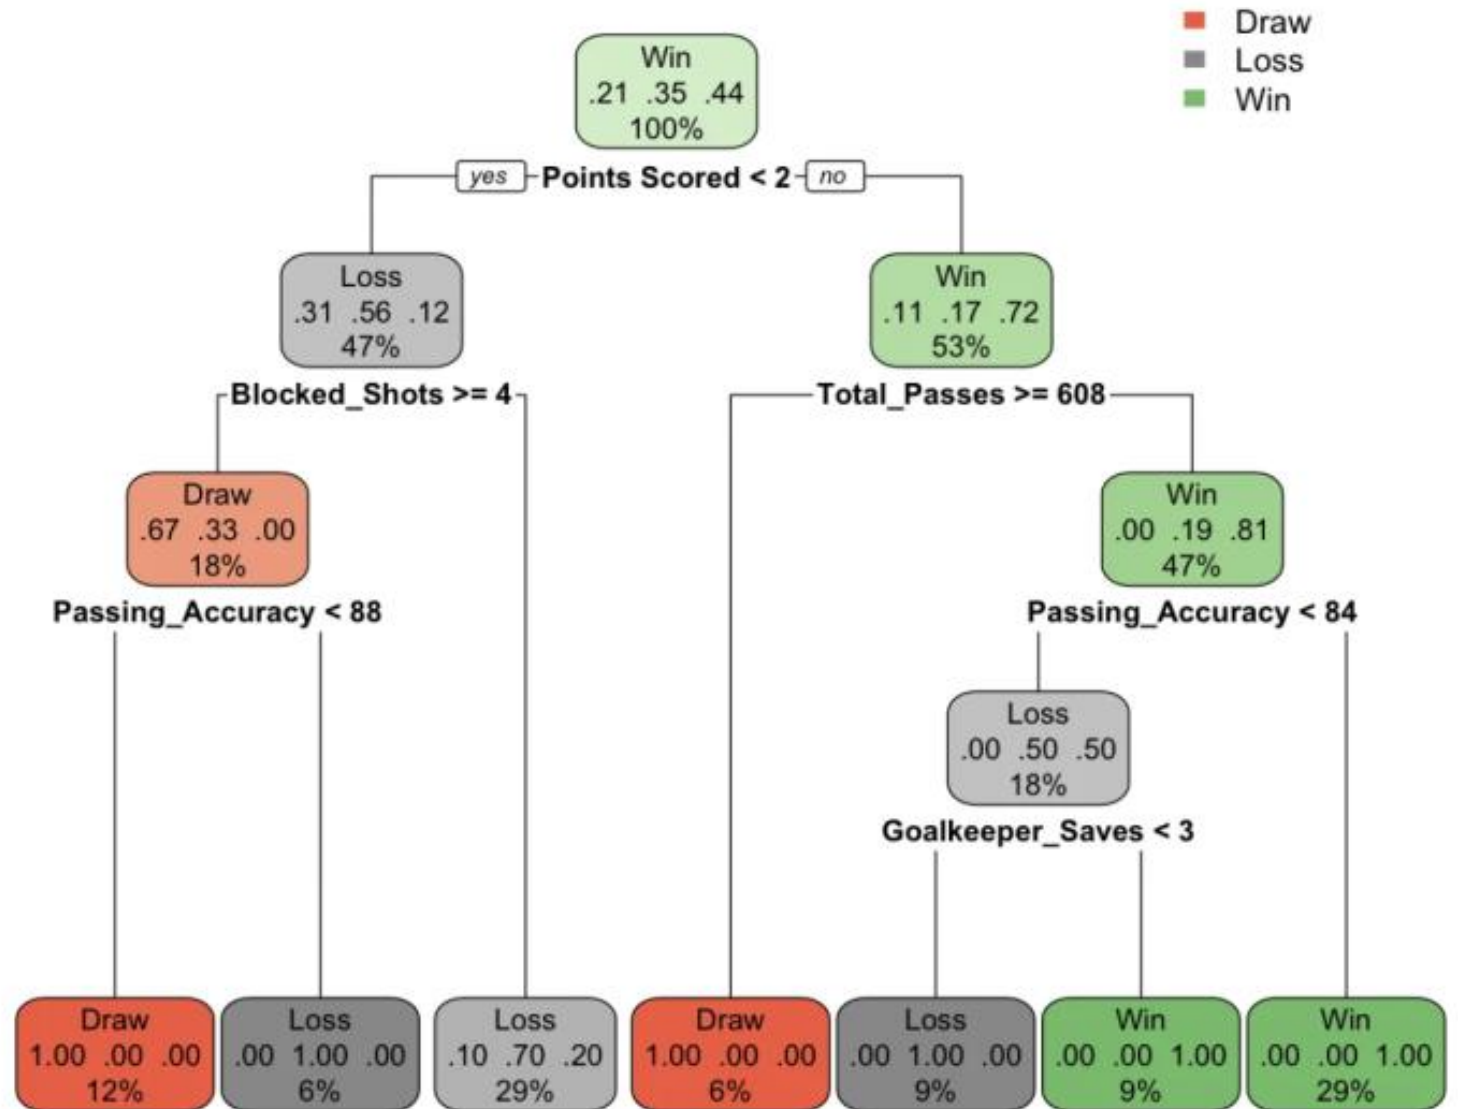 Draw
Loss
Win
Win
.21 .35 .44
100%
yes Points Scored < 2 no
Loss
.31 .56 .12
47%
Win
.11 .17 .72
53%
Blocked_Shots >= 4
Total_Passes >= 608
Draw
.67 .33 .00
18%
Win
.00 .19 .81
47%
Passing_Accuracy < 88
Passing_Accuracy < 84
Loss
.00 .50 .50
18%
Goalkeeper_Saves < 3
Draw
1.00 .00 .00
12%
Loss
.00 1.00 .00
6%
Loss
.10 .70 .20
29%
Draw
1.00 .00 .00
6%
Loss
.00 1.00 .00
9%
Win
.00 .00 1.00
9%
Win
.00 .00 1.00
29%